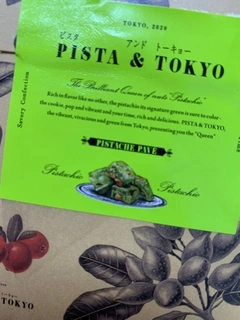 TOKYO, 2020
ピスタ アンド トーキョー
PISTA & TOKYO
The Brilliant Queen of nuts "Pistachio"
Rich in flavor like no other, the pistachio its signature green is sure to color
the cookie, pop and vibrant and your time, rich and delicious. PISTA & TOKYO,
the vibrant, vivacious and green from Tokyo, presenting you the "Queen"
PISTACHE PAVE
Pistachio
Pistachio
Savory Confection
TOKYO